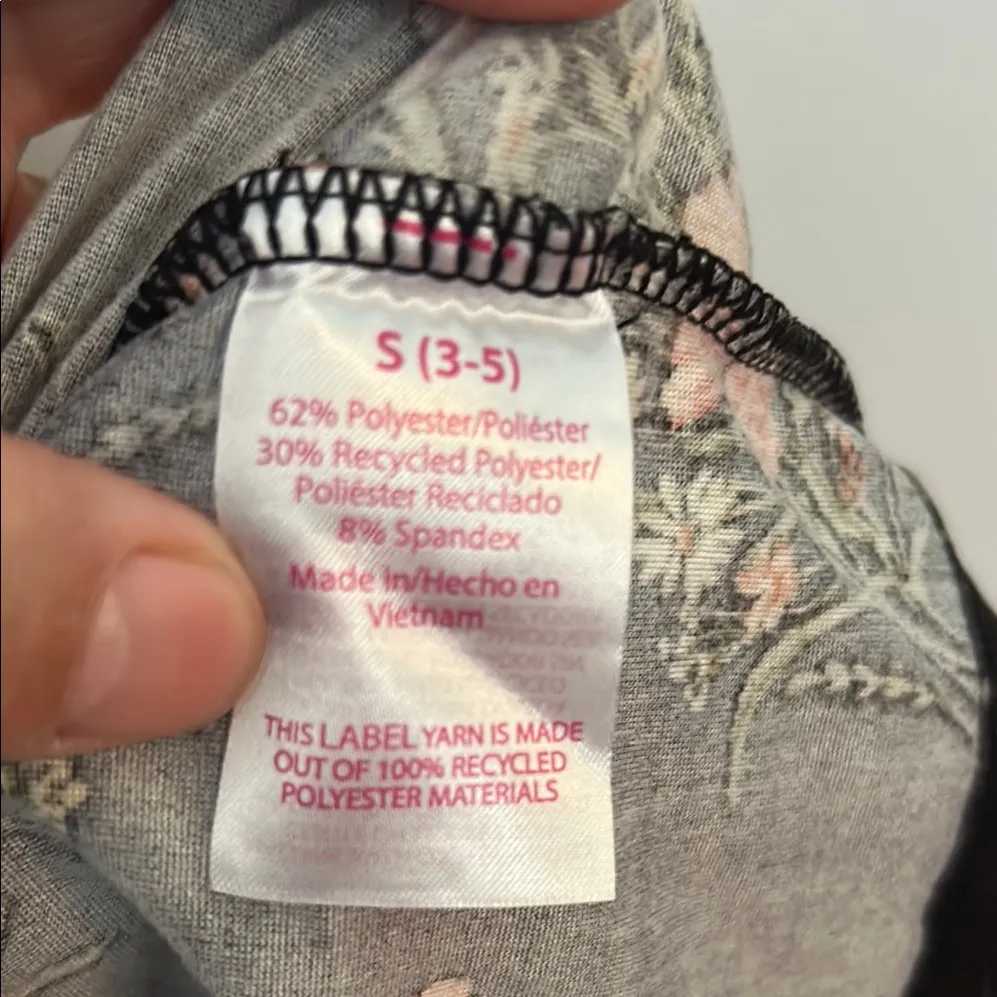 S (3-5)
62% Polyester/Poliéster
30% Recycled Polyester/
Poliéster Reciclado
8% Spandex
Made in/Hecho en
Vietnam
THIS LABEL YARN IS MADE
OUT OF 100% RECYCLED
POLYESTER MATERIALS